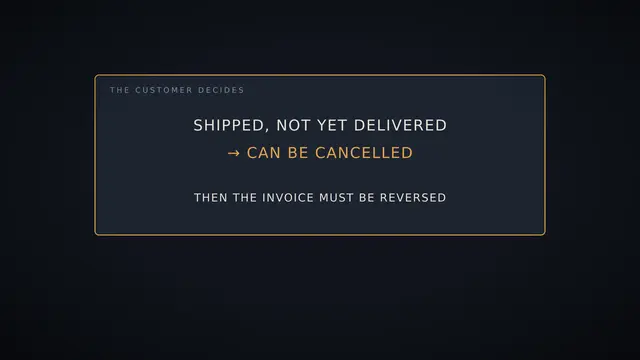 THE CUSTOMER DECIDES
SHIPPED, NOT YET DELIVERED
→ CAN BE CANCELLED
THEN THE INVOICE MUST BE REVERSED